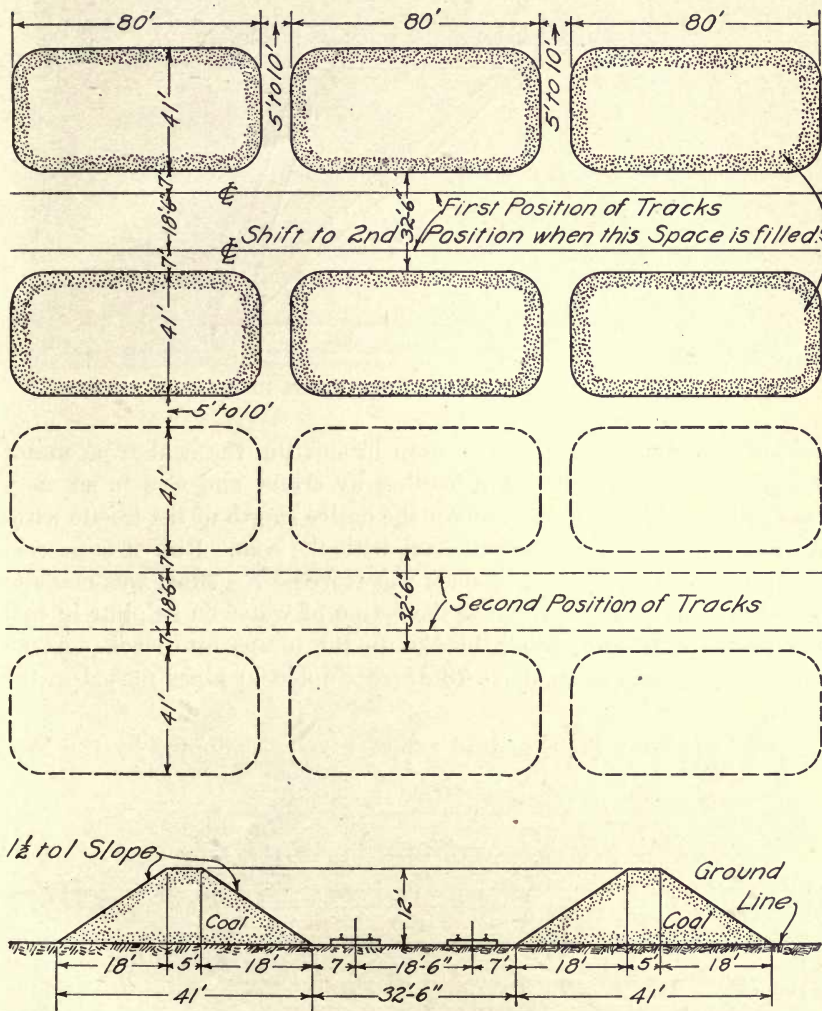 80' 80' 80'
5' to 10' 5' to 10'
41'
7'
18'-6"
7'
℄
℄
32'-6"
First Position of Tracks
Shift to 2nd Position when this Space is filled
41'
5' to 10'
41'
7'
18'-6"
7'
32'-6"
Second Position of Tracks
41'
1½ to 1 Slope
12'
Ground
Line
Coal Coal
18' 5' 18' 7' 18'-6" 7' 18' 5' 18'
41' 32'-6" 41'